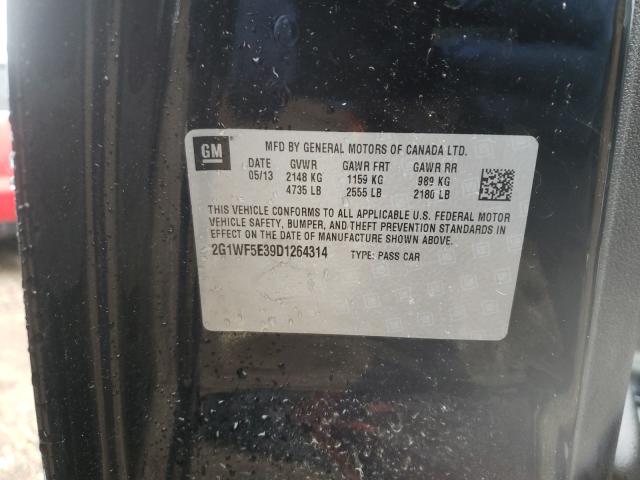 GM
MFD BY GENERAL MOTORS OF CANADA LTD.
DATE GVWR GAWR FRT GAWR RR
05/13 2148 KG 1159 KG 989 KG
4735 LB 2555 LB 2180 LB
THIS VEHICLE CONFORMS TO ALL APPLICABLE U.S. FEDERAL MOTOR
VEHICLE SAFETY, BUMPER, AND THEFT PREVENTION STANDARDS IN
EFFECT ON THE DATE OF MANUFACTURE SHOWN ABOVE.
2G1WF5E39D1264314 TYPE: PASS CAR